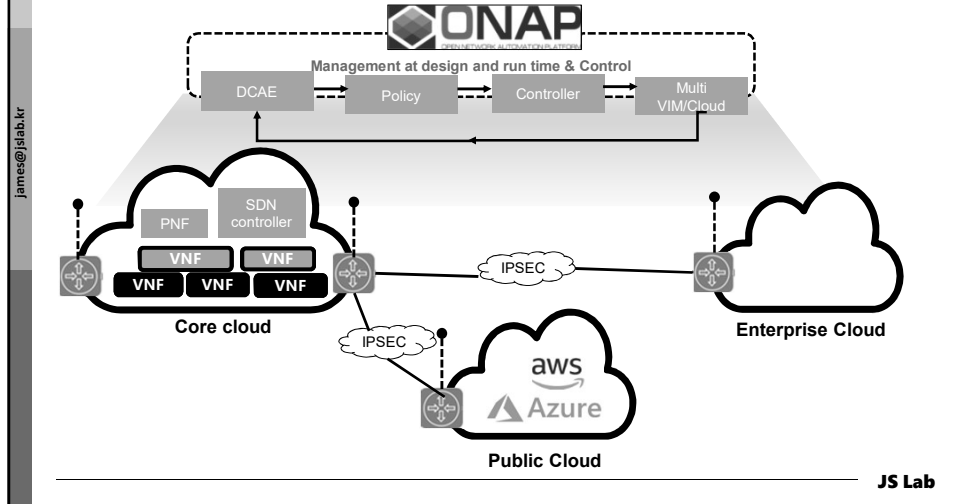 ONAP
OPEN NETWORK AUTOMATION PLATFORM
Management at design and run time & Control
DCAE
Policy
Controller
Multi
VIM/Cloud
james@jslab.kr
PNF
SDN
controller
VNF
VNF
VNF
VNF
VNF
Core cloud
IPSEC
IPSEC
Enterprise Cloud
aws
Azure
Public Cloud
JS Lab